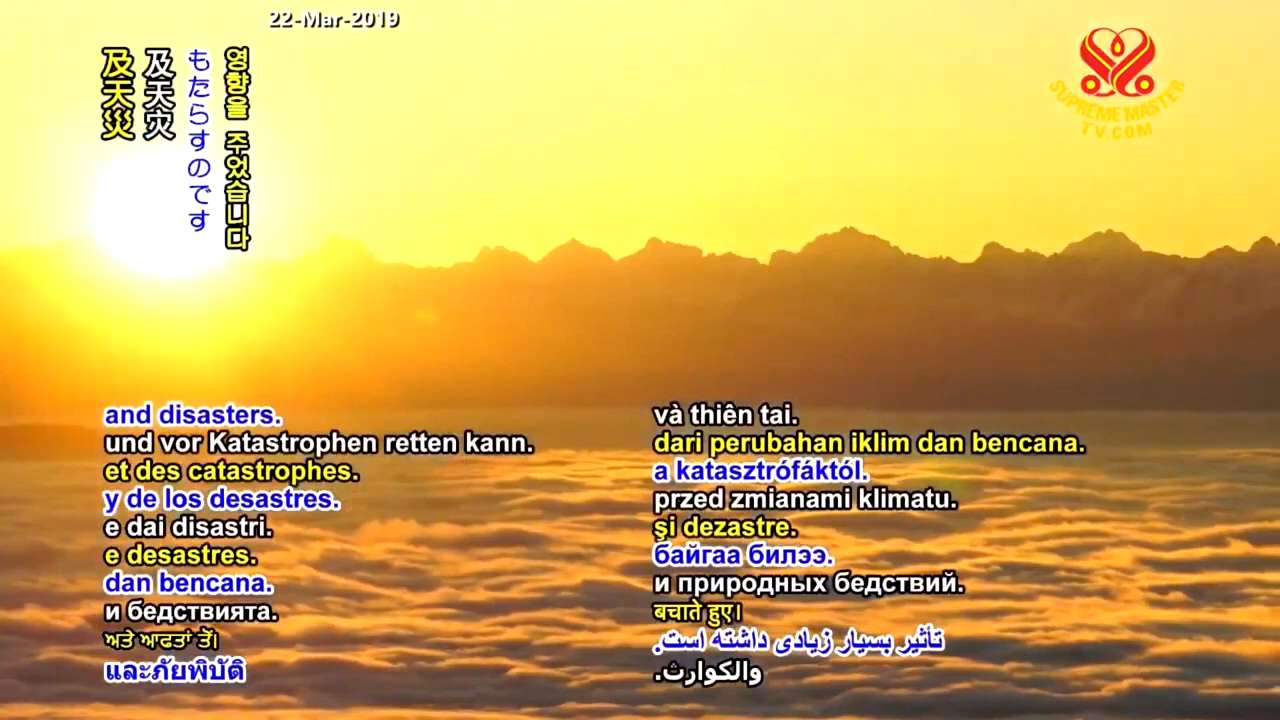 22-Mar-2019
SUPREME MASTER
TV.COM
영향을 주었습니다
もたらすのです
及天灾
及天災
and disasters.
und vor Katastrophen retten kann.
et des catastrophes.
y de los desastres.
e dai disastri.
e desastres.
dan bencana.
и бедствията.
ਅਤੇ ਆਫਤਾਂ ਤੋਂ।
และภัยพิบัติ
và thiên tai.
dari perubahan iklim dan bencana.
a katasztrófáktól.
przed zmianami klimatu.
şi dezastre.
байгаа билээ.
и природных бедствий.
बचाते हुए।
تأثیر بسیار زیادی داشته است.
والكوارث.